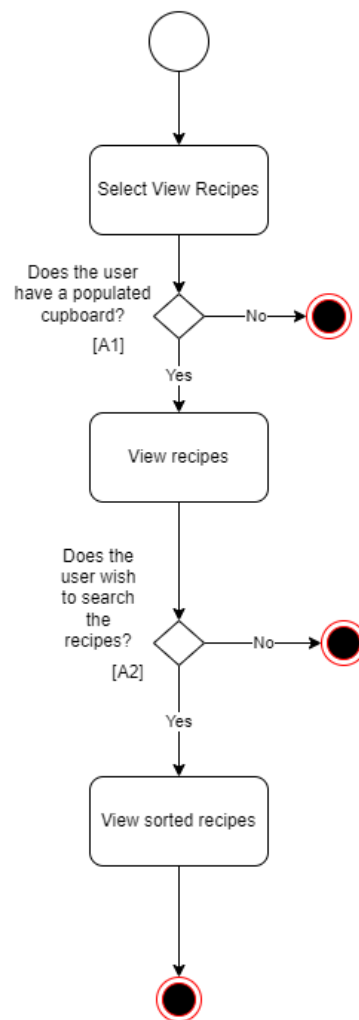 Select View Recipes
Does the user
have a populated
cupboard?
[A1]
No
Yes
View recipes
Does the
user wish
to search
the
recipes?
[A2]
No
Yes
View sorted recipes